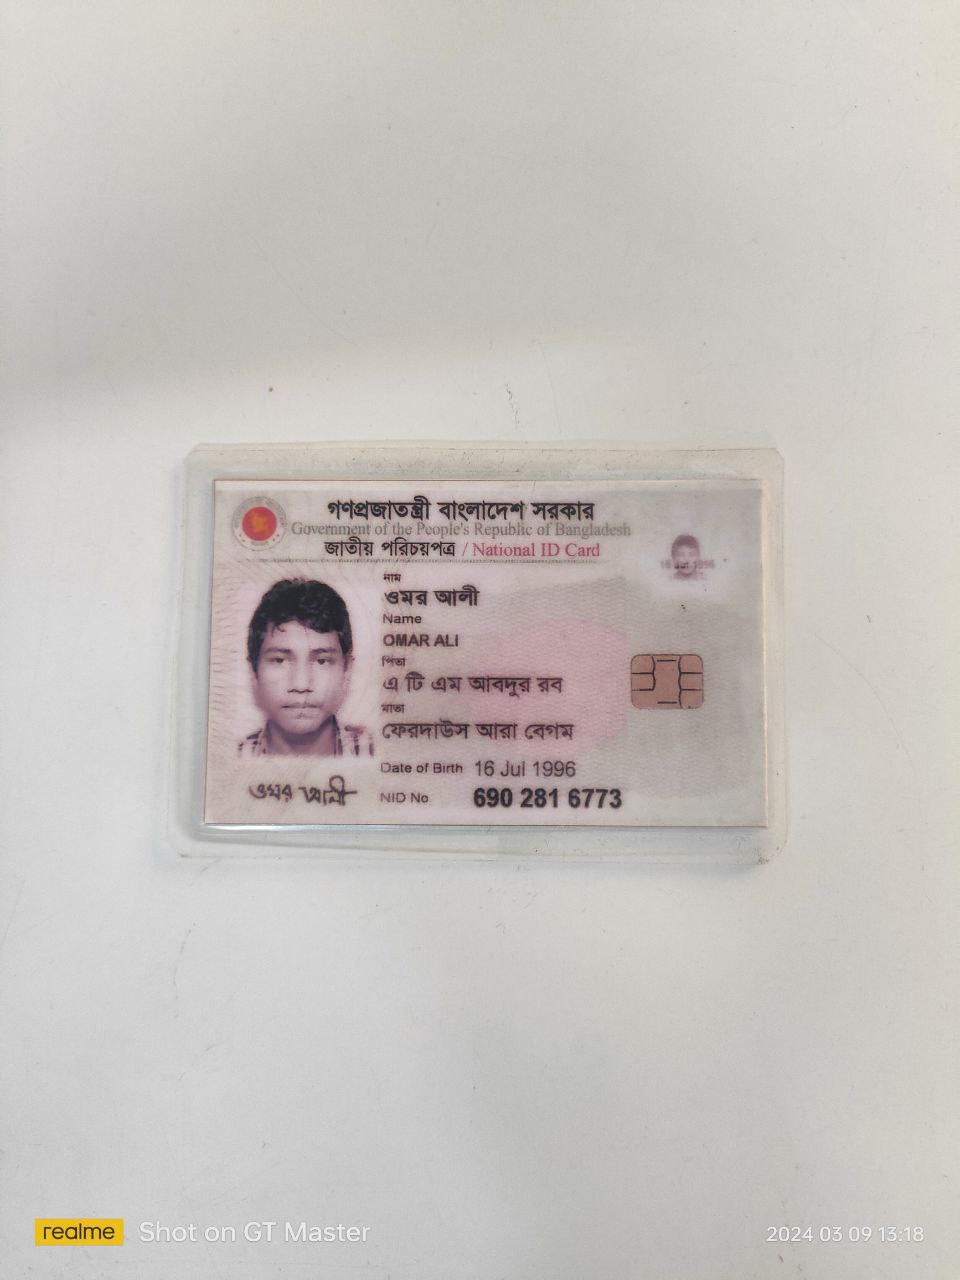 গণপ্রজাতন্ত্রী বাংলাদেশ সরকার
Government of the People's Republic of Bangladesh
জাতীয় পরিচয়পত্র / National ID Card
16 Jul 1996
নাম
ওমর আলী
Name
OMAR ALI
পিতা
এ টি এম আবদুর রব
মাতা
ফেরদাউস আরা বেগম
Date of Birth 16 Jul 1996
ওমর আলী
NID No 690 281 6773
realme Shot on GT Master
2024 03 09 13:18